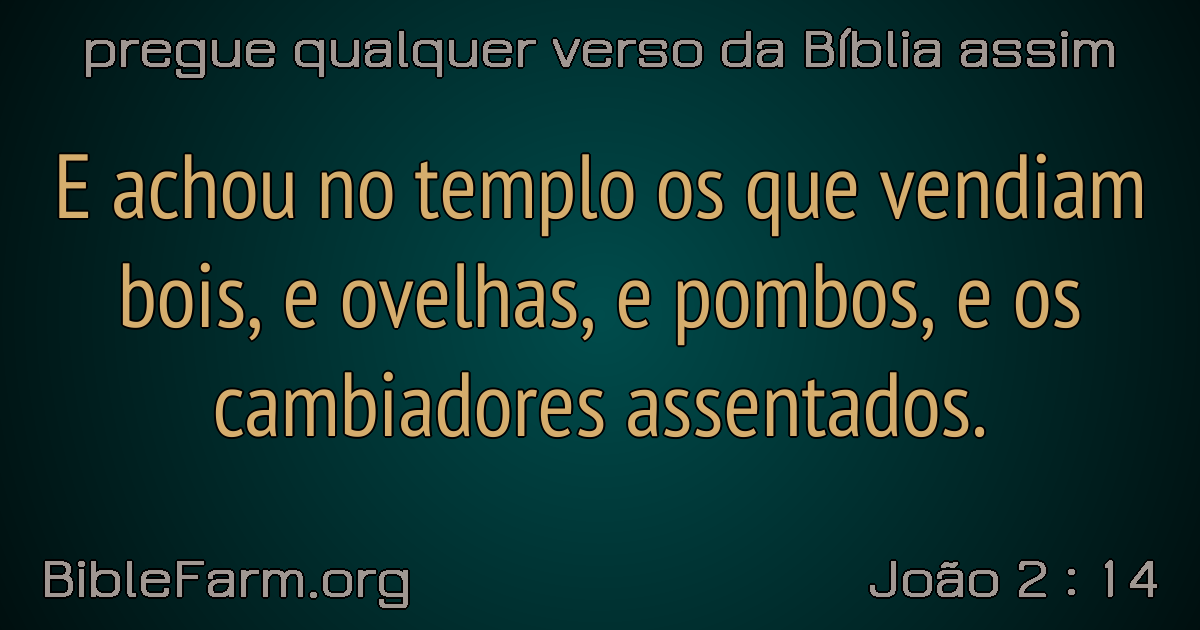 pregue qualquer verso da Bíblia assim
E achou no templo os que vendiam
bois, e ovelhas, e pombos, e os
cambiadores assentados.
BibleFarm.org
João 2 : 14